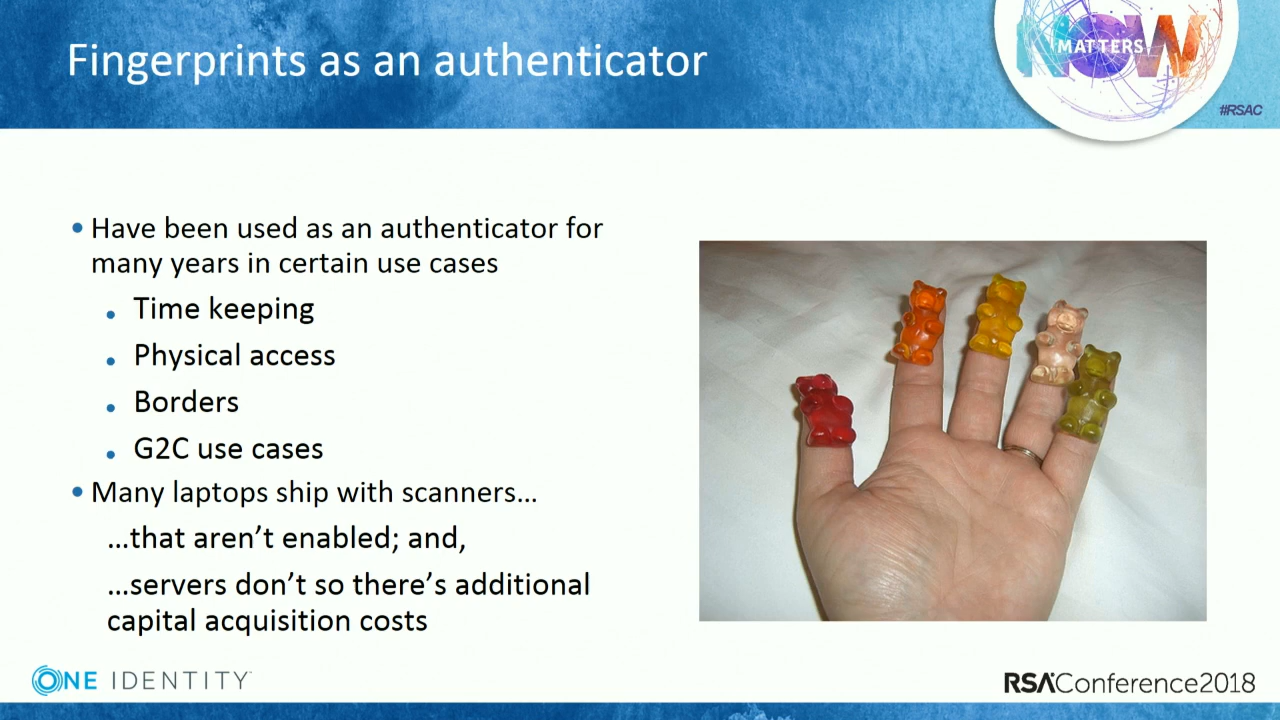 Fingerprints as an authenticator
NOW
MATTERS
#RSAC
• Have been used as an authenticator for
many years in certain use cases
• Time keeping
• Physical access
• Borders
• G2C use cases
• Many laptops ship with scanners…
…that aren’t enabled; and,
…servers don’t so there’s additional
capital acquisition costs
ONE IDENTITY
RSAConference2018